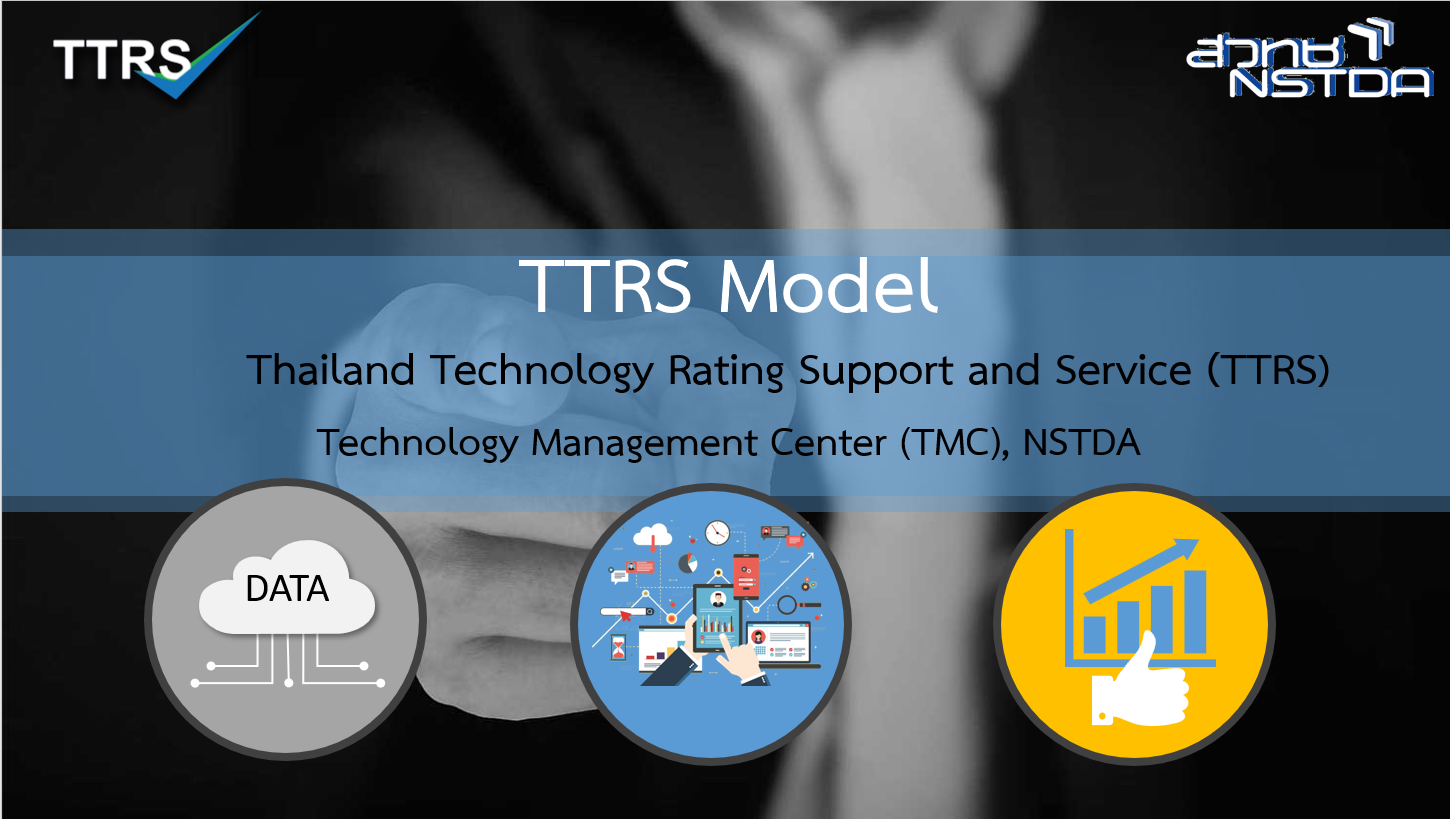 TTRS
สวทช
NSTDA
TTRS Model
Thailand Technology Rating Support and Service (TTRS)
Technology Management Center (TMC), NSTDA
DATA